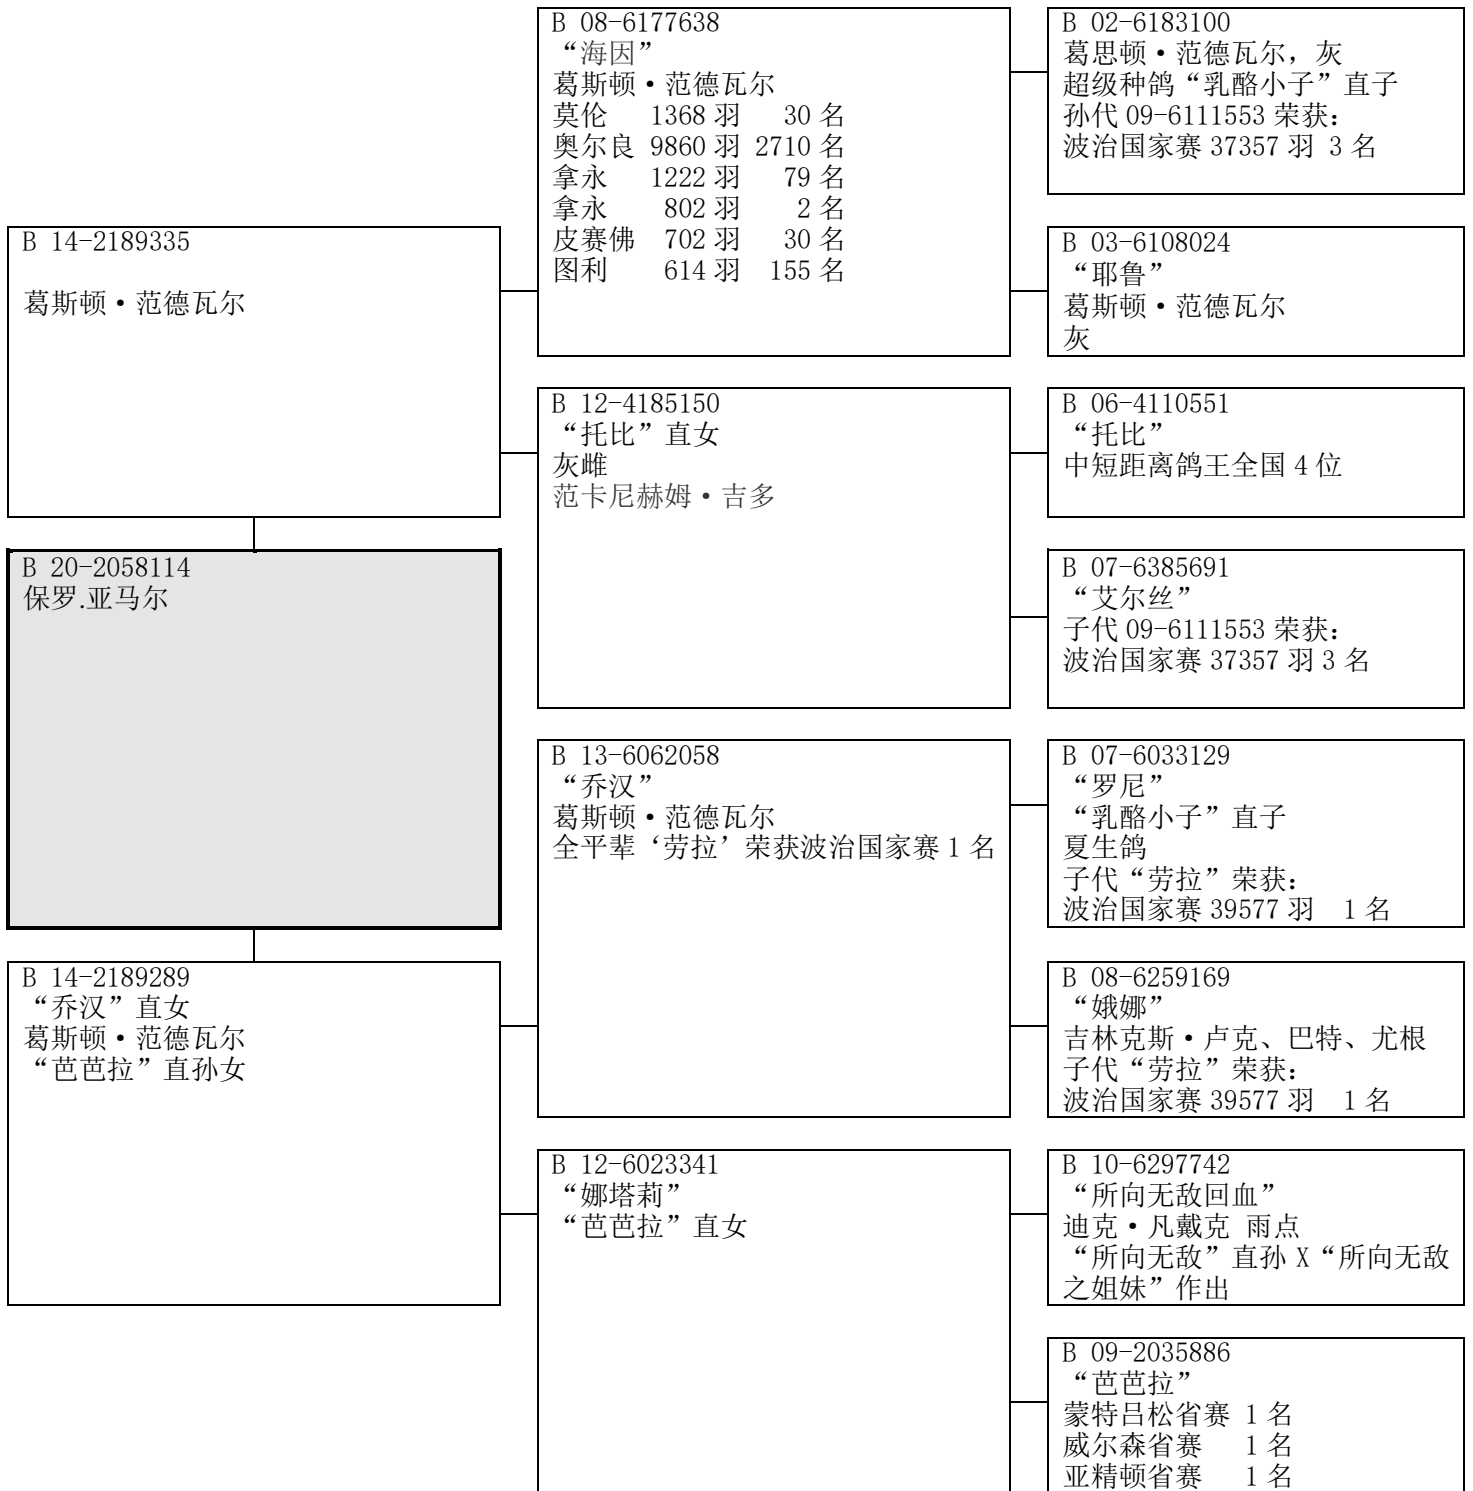 B 14-2189335
葛斯顿·范德瓦尔
B 20-2058114
保罗.亚马尔
B 14-2189289
“乔汉”直女
葛斯顿·范德瓦尔
“芭芭拉”直孙女
B 08-6177638
“海因”
葛斯顿·范德瓦尔
莫伦 1368 羽 30 名
奥尔良 9860 羽 2710 名
拿永 1222 羽 79 名
拿永 802 羽 2 名
皮赛佛 702 羽 30 名
图利 614 羽 155 名
B 12-4185150
“托比”直女
灰雌
范卡尼赫姆·吉多
B 13-6062058
“乔汉”
葛斯顿·范德瓦尔
全平辈‘劳拉’荣获波治国家赛 1 名
B 12-6023341
“娜塔莉”
“芭芭拉”直女
B 02-6183100
葛思顿·范德瓦尔，灰
超级种鸽“乳酪小子”直子
孙代 09-6111553 荣获：
波治国家赛 37357 羽 3 名
B 03-6108024
“耶鲁”
葛斯顿·范德瓦尔
灰
B 06-4110551
“托比”
中短距离鸽王全国 4 位
B 07-6385691
“艾尔丝”
子代 09-6111553 荣获：
波治国家赛 37357 羽 3 名
B 07-6033129
“罗尼”
“乳酪小子”直子
夏生鸽
子代“劳拉”荣获：
波治国家赛 39577 羽 1 名
B 08-6259169
“娥娜”
吉林克斯·卢克、巴特、尤根
子代“劳拉”荣获：
波治国家赛 39577 羽 1 名
B 10-6297742
“所向无敌回血”
迪克·凡戴克 雨点
“所向无敌”直孙 X“所向无敌
之姐妹”作出
B 09-2035886
“芭芭拉”
蒙特吕松省赛 1 名
威尔森省赛 1 名
亚精顿省赛 1 名